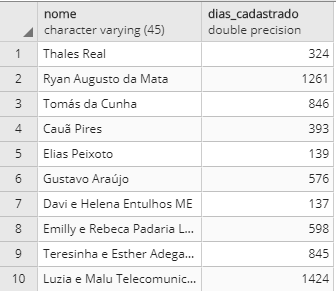 nome dias_cadastrado
character varying (45) double precision
1 Thales Real 324
2 Ryan Augusto da Mata 1261
3 Tomás da Cunha 846
4 Cauã Pires 393
5 Elias Peixoto 139
6 Gustavo Araújo 576
7 Davi e Helena Entulhos ME 137
8 Emilly e Rebeca Padaria L... 598
9 Teresinha e Esther Adega... 845
10 Luzia e Malu Telecomunic... 1424